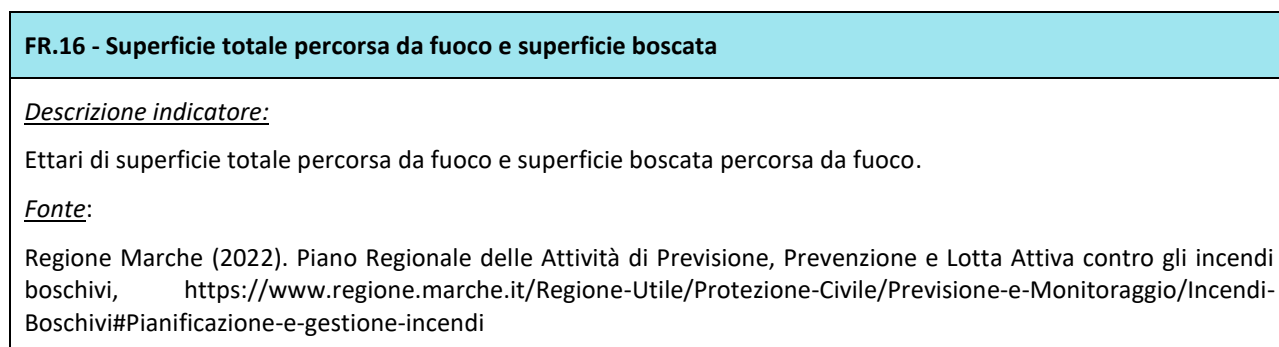 FR.16 - Superficie totale percorsa da fuoco e superficie boscata
Descrizione indicatore:
Ettari di superficie totale percorsa da fuoco e superficie boscata percorsa da fuoco.
Fonte:
Regione Marche (2022). Piano Regionale delle Attività di Previsione, Prevenzione e Lotta Attiva contro gli incendi
boschivi, https://www.regione.marche.it/Regione-Utile/Protezione-Civile/Previsione-e-Monitoraggio/Incendi-
Boschivi#Pianificazione-e-gestione-incendi